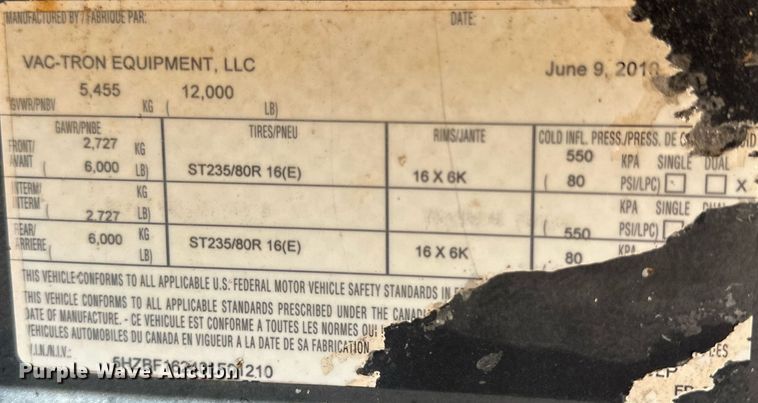 MANUFACTURED BY / FABRIQUE PAR: DATE:
VAC-TRON EQUIPMENT, LLC June 9, 2010
GVWR/PNBV 5,455 KG ( 12,000 LB)
GAWR/PNBE TIRES/PNEU RIMS/JANTE COLD INFL. PRESS./PRESS. DE
FRONT/ 2,727 KG 550 KPA SINGLE DUAL
AVANT ( 6,000 LB) ST235/80R 16(E) 16 X 6K ( 80 PSI/LPC) X
INTERM/ KG KPA SINGLE DUAL
INTERM ( 2,727 LB) ( 550 PSI/LPC)
REAR/ KG KPA
ARRIERE ( 6,000 LB) ST235/80R 16(E) 16 X 6K 80
THIS VEHICLE CONFORMS TO ALL APPLICABLE U.S. FEDERAL MOTOR VEHICLE SAFETY STANDARDS IN
THIS VEHICLE CONFORMS TO ALL APPLICABLE STANDARDS PRESCRIBED UNDER THE
DATE OF MANUFACTURE. - CE VEHICULE EST CONFORME A TOUTES LES NORMES
VEHICULES AUTOMOBILES DU CANADA EN VIGUEUR A LA DATE DE SA FABRICATION
V.I.N./N.I.V.:
Purple Wave Auction